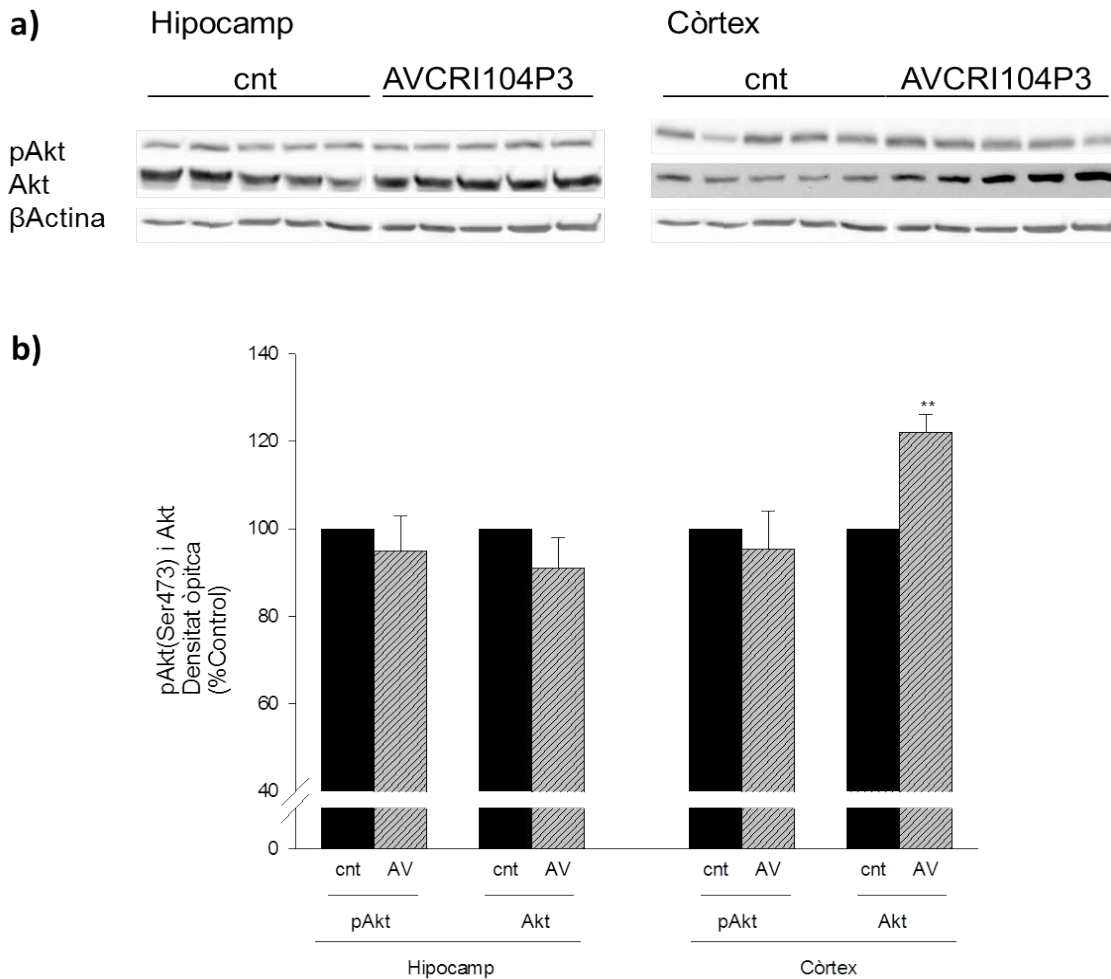 a)
Hipocamp
Còrtex
cnt
AVCRI104P3
cnt
AVCRI104P3
pAkt
Akt
βActina
b)
140
120
100
80
60
40
0
pAkt(Ser473) i Akt
Densitat òpitca
(%Control)
**
cnt AV cnt AV cnt AV cnt AV
pAkt Akt pAkt Akt
Hipocamp Còrtex